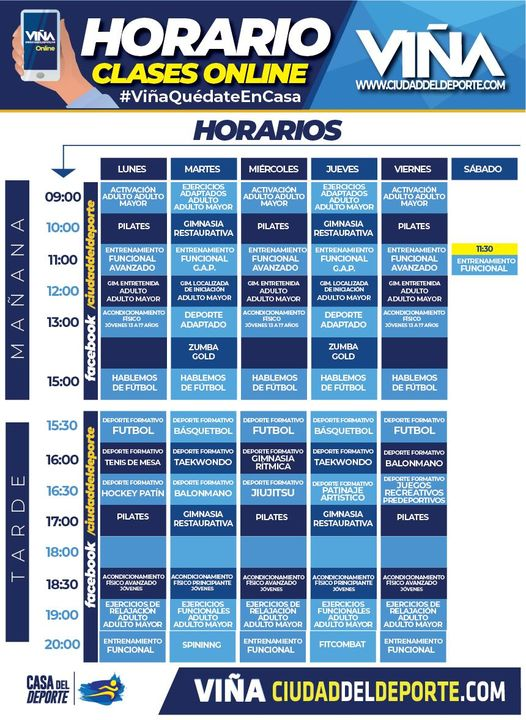 VIÑA
Online
HORARIO
CLASES ONLINE
#ViñaQuédateEnCasa
VIÑA
WWW.CIUDADDELDEPORTE.COM
HORARIOS
LUNES MARTES MIÉRCOLES JUEVES VIERNES SÁBADO
MAÑANA
facebook/ciudaddeldeporte
09:00
ACTIVACIÓN
ADULTO ADULTO
MAYOR
EJERCICIOS
ADAPTADOS
ADULTO
ADULTO MAYOR
ACTIVACIÓN
ADULTO ADULTO
MAYOR
EJERCICIOS
ADAPTADOS
ADULTO
ADULTO MAYOR
ACTIVACIÓN
ADULTO ADULTO
MAYOR
10:00
PILATES
GIMNASIA
RESTAURATIVA
PILATES
GIMNASIA
RESTAURATIVA
PILATES
11:00
ENTRENAMIENTO
FUNCIONAL
AVANZADO
ENTRENAMIENTO
FUNCIONAL
G.A.P.
ENTRENAMIENTO
FUNCIONAL
AVANZADO
ENTRENAMIENTO
FUNCIONAL
G.A.P.
ENTRENAMIENTO
FUNCIONAL
AVANZADO
11:30
ENTRENAMIENTO
FUNCIONAL
12:00
GIM. ENTRETENIDA
ADULTO
ADULTO MAYOR
GIM. LOCALIZADA
DE INICIACIÓN
ADULTO MAYOR
GIM. ENTRETENIDA
ADULTO
ADULTO MAYOR
GIM. LOCALIZADA
DE INICIACIÓN
ADULTO MAYOR
GIM. ENTRETENIDA
ADULTO
ADULTO MAYOR
13:00
ACONDICIONAMIENTO
FÍSICO
JÓVENES 13 A 17 AÑOS
DEPORTE
ADAPTADO
ACONDICIONAMIENTO
FÍSICO
JÓVENES 13 A 17 AÑOS
DEPORTE
ADAPTADO
ACONDICIONAMIENTO
FÍSICO
JÓVENES 13 A 17 AÑOS
ZUMBA
GOLD
ZUMBA
GOLD
15:00
HABLEMOS
DE FÚTBOL
HABLEMOS
DE FÚTBOL
HABLEMOS
DE FÚTBOL
HABLEMOS
DE FÚTBOL
HABLEMOS
DE FÚTBOL
TARDE
facebook/ciudaddeldeporte
15:30
DEPORTE FORMATIVO
FUTBOL
DEPORTE FORMATIVO
BÁSQUETBOL
DEPORTE FORMATIVO
FUTBOL
DEPORTE FORMATIVO
BÁSQUETBOL
DEPORTE FORMATIVO
FUTBOL
16:00
DEPORTE FORMATIVO
TENIS DE MESA
DEPORTE FORMATIVO
TAEKWONDO
DEPORTE FORMATIVO
GIMNASIA
RÍTMICA
DEPORTE FORMATIVO
TAEKWONDO
DEPORTE FORMATIVO
BALONMANO
16:30
DEPORTE FORMATIVO
HOCKEY PATÍN
DEPORTE FORMATIVO
BALONMANO
DEPORTE FORMATIVO
JIUJITSU
DEPORTE FORMATIVO
PATINAJE
ARTISTICO
DEPORTE FORMATIVO
JUEGOS
RECREATIVOS
PREDEPORTIVOS
17:00
PILATES
GIMNASIA
RESTAURATIVA
PILATES
GIMNASIA
RESTAURATIVA
PILATES
18:00
18:30
ACONDICIONAMIENTO
FÍSICO AVANZADO
JÓVENES
ACONDICIONAMIENTO
FÍSICO PRINCIPIANTE
JÓVENES
ACONDICIONAMIENTO
FÍSICO AVANZADO
JÓVENES
ACONDICIONAMIENTO
FÍSICO PRINCIPIANTE
JÓVENES
ACONDICIONAMIENTO
FÍSICO AVANZADO
JÓVENES
19:00
EJERCICIOS DE
RELAJACIÓN
ADULTO
ADULTO MAYOR
EJERCICIOS
FUNCIONALES
ADULTO
ADULTO MAYOR
EJERCICIOS DE
RELAJACIÓN
ADULTO
ADULTO MAYOR
EJERCICIOS
FUNCIONALES
ADULTO
ADULTO MAYOR
EJERCICIOS DE
RELAJACIÓN
ADULTO
ADULTO MAYOR
20:00
ENTRENAMIENTO
FUNCIONAL
SPININNG
ENTRENAMIENTO
FUNCIONAL
FITCOMBAT
ENTRENAMIENTO
FUNCIONAL
CASA DEL
DEPORTE
VIÑA CIUDADDELDEPORTE.COM